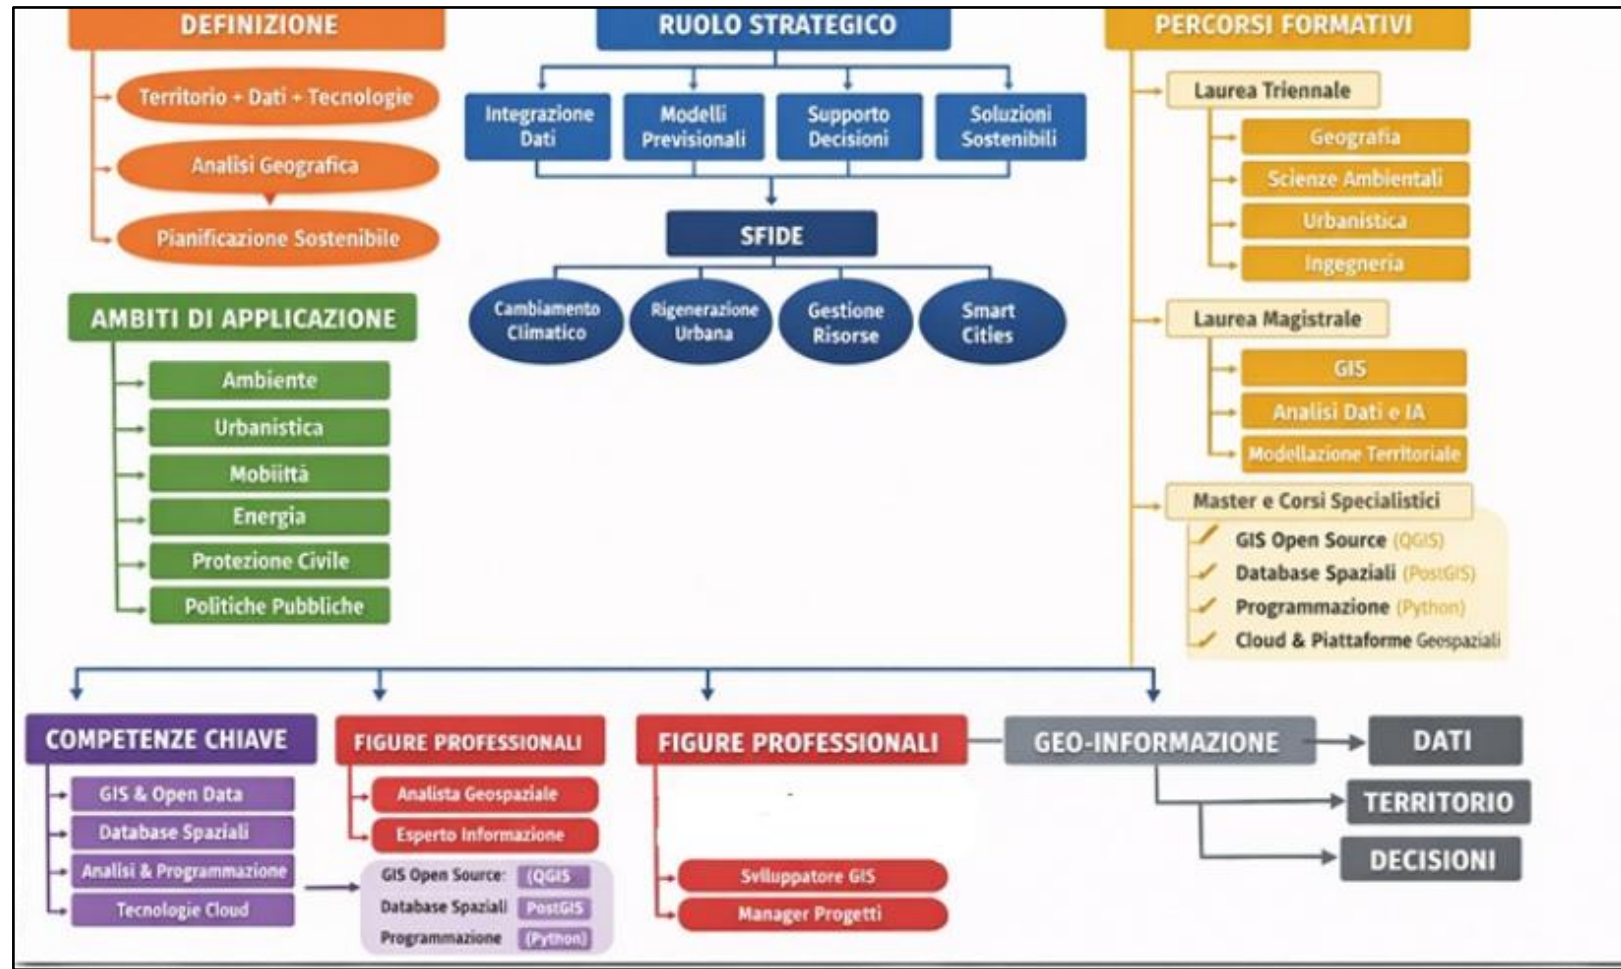 DEFINIZIONE
Territorio + Dati + Tecnologie
Analisi Geografica
Pianificazione Sostenibile
AMBITI DI APPLICAZIONE
Ambiente
Urbanistica
Mobiittà
Energia
Protezione Civile
Politiche Pubbliche
RUOLO STRATEGICO
Integrazione
Dati
Modelli
Previsionali
Supporto
Decisioni
Soluzioni
Sostenibili
SFIDE
Cambiamento
Climatico
Rigenerazione
Urbana
Gestione
Risorse
Smart
Cities
PERCORSI FORMATIVI
Laurea Triennale
Geografia
Scienze Ambientali
Urbanistica
Ingegneria
Laurea Magistrale
GIS
Analisi Dati e IA
Modellazione Territoriale
Master e Corsi Specialistici
GIS Open Source (QGIS)
Database Spaziali (PostGIS)
Programmazione (Python)
Cloud & Piattaforme Geospaziali
COMPETENZE CHIAVE
GIS & Open Data
Database Spaziali
Analisi & Programmazione
Tecnologie Cloud
FIGURE PROFESSIONALI
Analista Geospaziale
Esperto Informazione
GIS Open Source: (QGIS
Database Spaziali PostGIS
Programmazione (Python)
FIGURE PROFESSIONALI
Sviluppatore GIS
Manager Progetti
GEO-INFORMAZIONE
DATI
TERRITORIO
DECISIONI